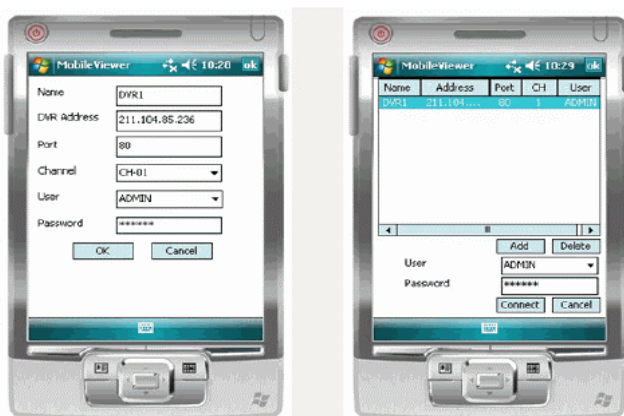 MobileViewer 10:28 ok
Name DVR1
DVR Address 211.104.85.236
Port 80
Channel CH-01
User ADMIN
Password ******
OK Cancel
MobileViewer 10:29 ok
Name Address Port CH User
DVR1 211.104.... 80 1 ADMIN
Add Delete
User ADMIN
Password ******
Connect Cancel